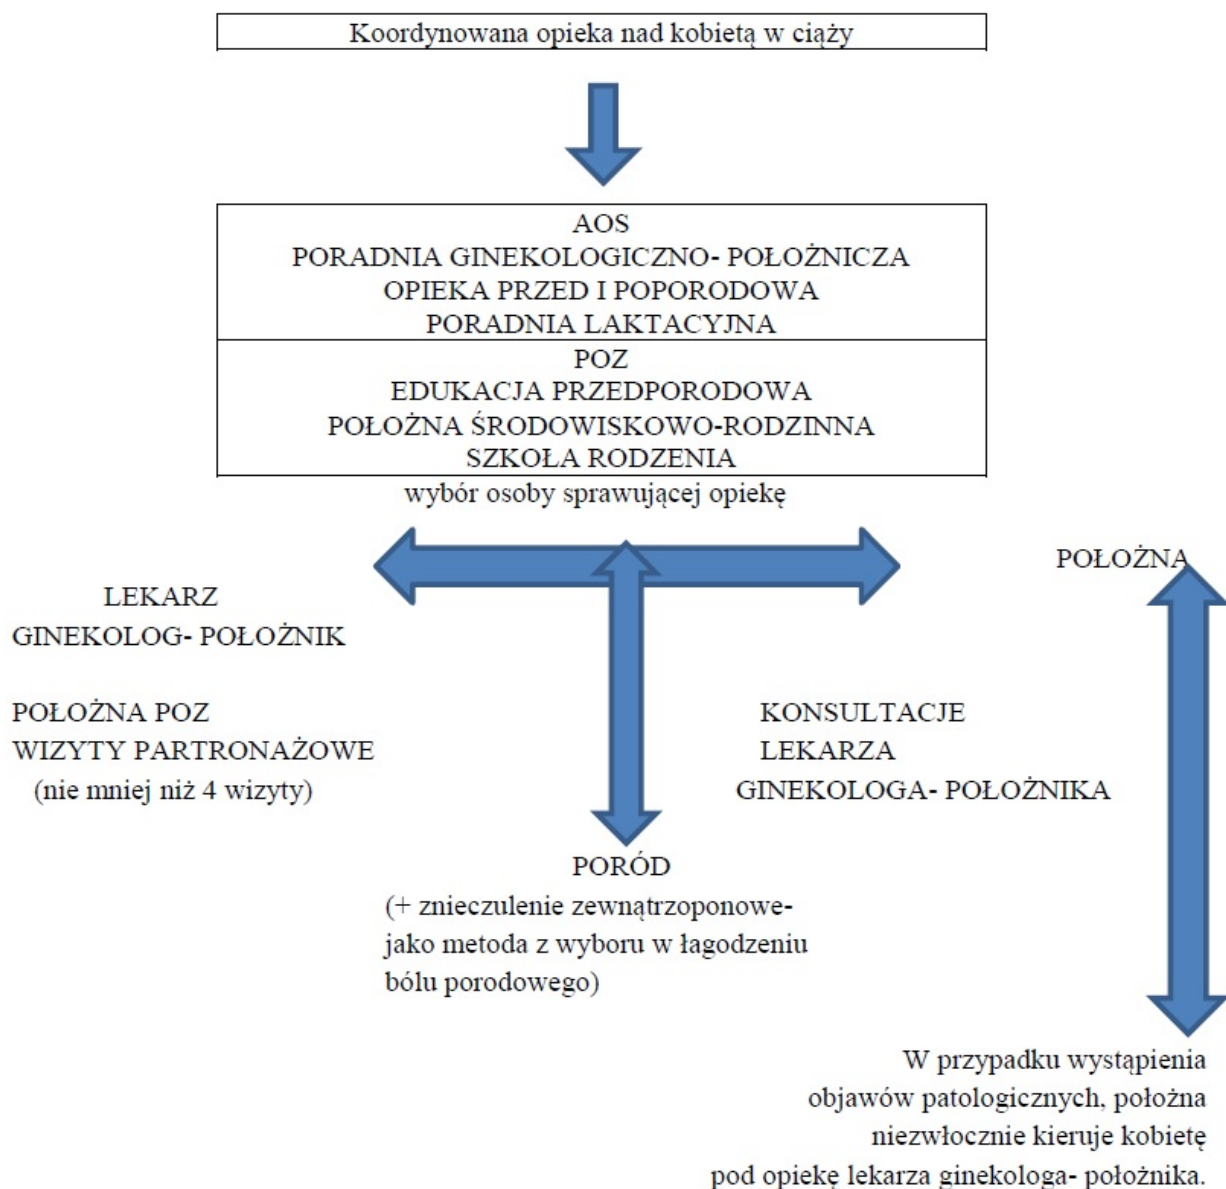 Koordynowana opieka nad kobietą w ciąży
AOS
PORADNIA GINEKOLOGICZNO- POŁOŻNICZA
OPIEKA PRZED I POPORODOWA
PORADNIA LAKTACYJNA
POZ
EDUKACJA PRZEDPORODOWA
POŁOŻNA ŚRODOWISKOWO-RODZINNA
SZKOŁA RODZENIA
wybór osoby sprawującej opiekę
LEKARZ
GINEKOLOG- POŁOŻNIK
POŁOŻNA POZ
WIZYTY PARTRONAŻOWE
(nie mniej niż 4 wizyty)
POŁOŻNA
KONSULTACJE
LEKARZA
GINEKOLOGA- POŁOŻNIKA
PORÓD
(+ znieczulenie zewnątrzoponowe-
jako metoda z wyboru w łagodzeniu
bólu porodowego)
W przypadku wystąpienia
objawów patologicznych, położna
niezwłocznie kieruje kobietę
pod opiekę lekarza ginekologa- położnika.